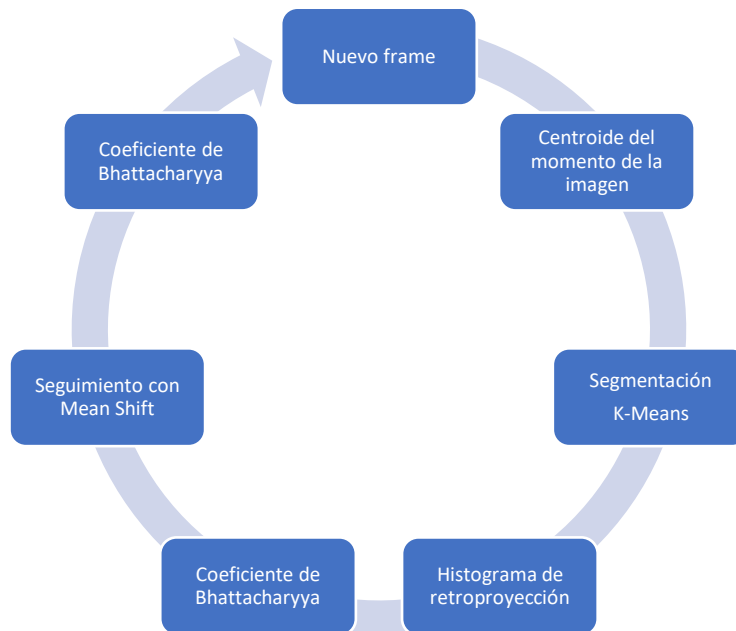 Nuevo frame
Centroide del
momento de la
imagen
Segmentación
K-Means
Histograma de
retroproyección
Coeficiente de
Bhattacharyya
Seguimiento con
Mean Shift
Coeficiente de
Bhattacharyya